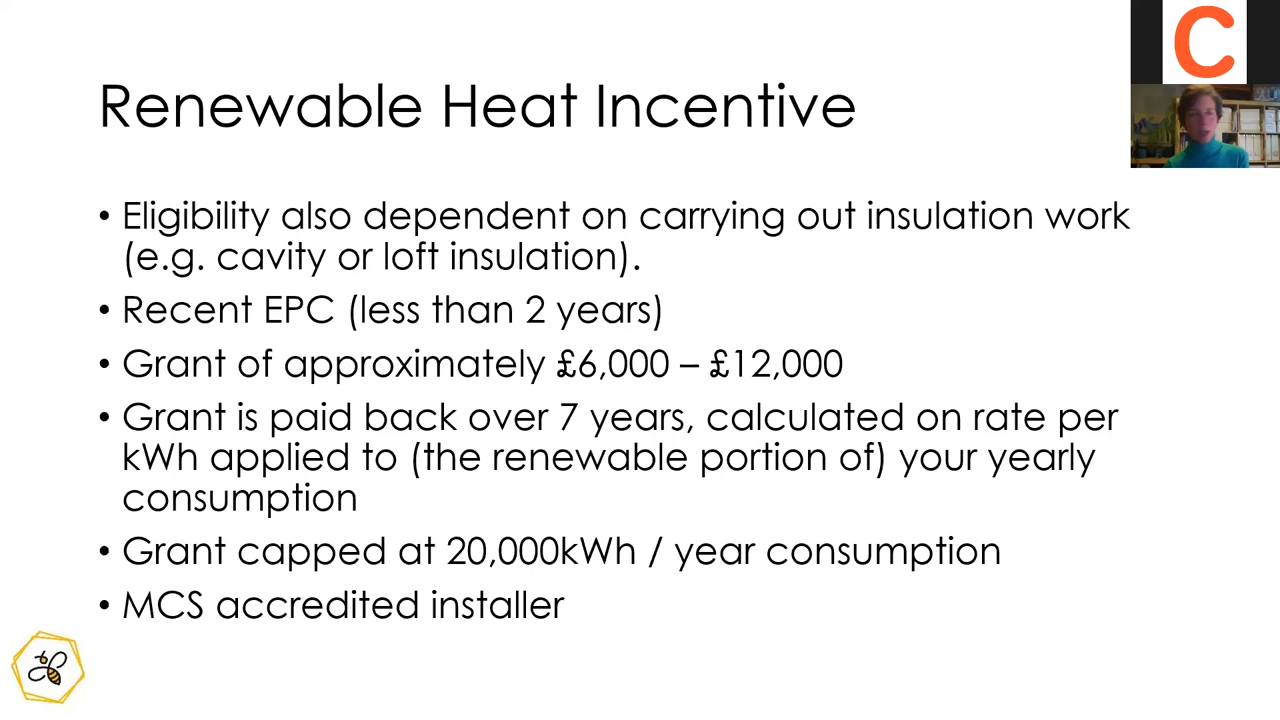 C
Renewable Heat Incentive
• Eligibility also dependent on carrying out insulation work
(e.g. cavity or loft insulation).
• Recent EPC (less than 2 years)
• Grant of approximately £6,000 – £12,000
• Grant is paid back over 7 years, calculated on rate per
kWh applied to (the renewable portion of) your yearly
consumption
• Grant capped at 20,000kWh / year consumption
• MCS accredited installer